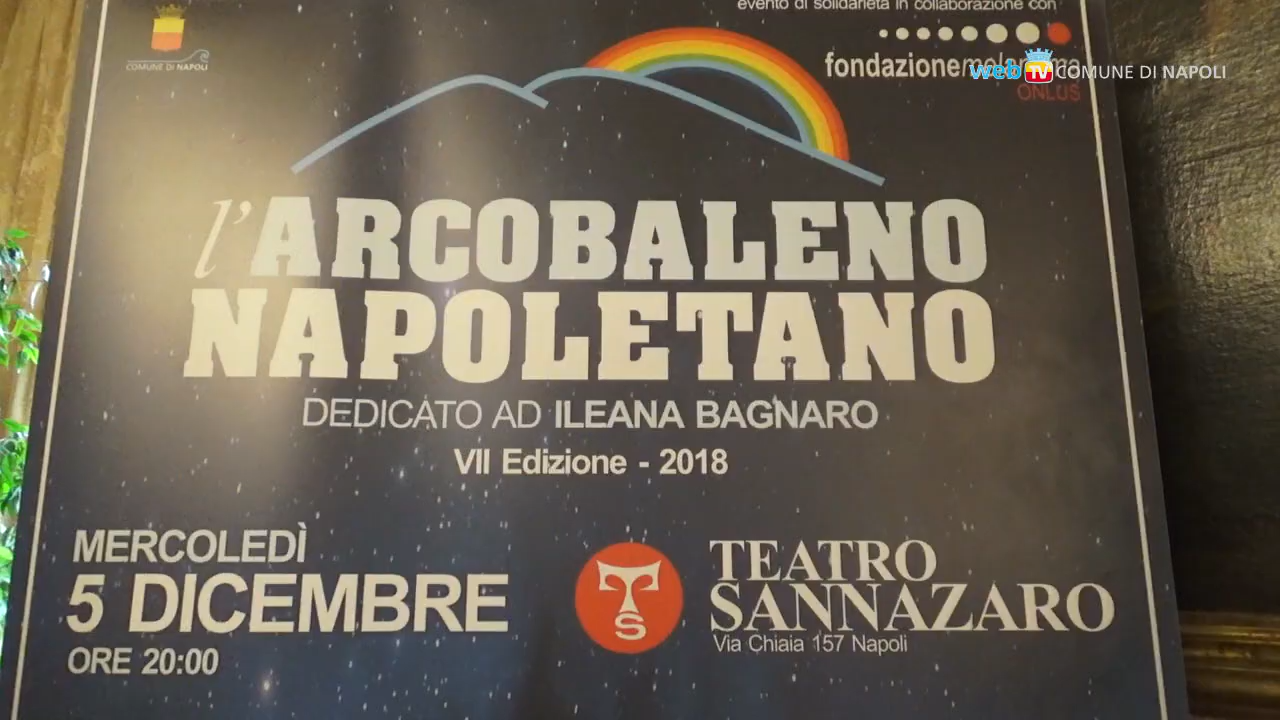 evento di solidarietà in collaborazione con
COMUNE DI NAPOLI
fondazione
web TV COMUNE DI NAPOLI
ONLUS
l'ARCOBALENO
NAPOLETANO
DEDICATO AD ILEANA BAGNARO
VII Edizione - 2018
MERCOLEDÌ
5 DICEMBRE
ORE 20:00
TS
TEATRO
SANNAZARO
Via Chiaia 157 Napoli